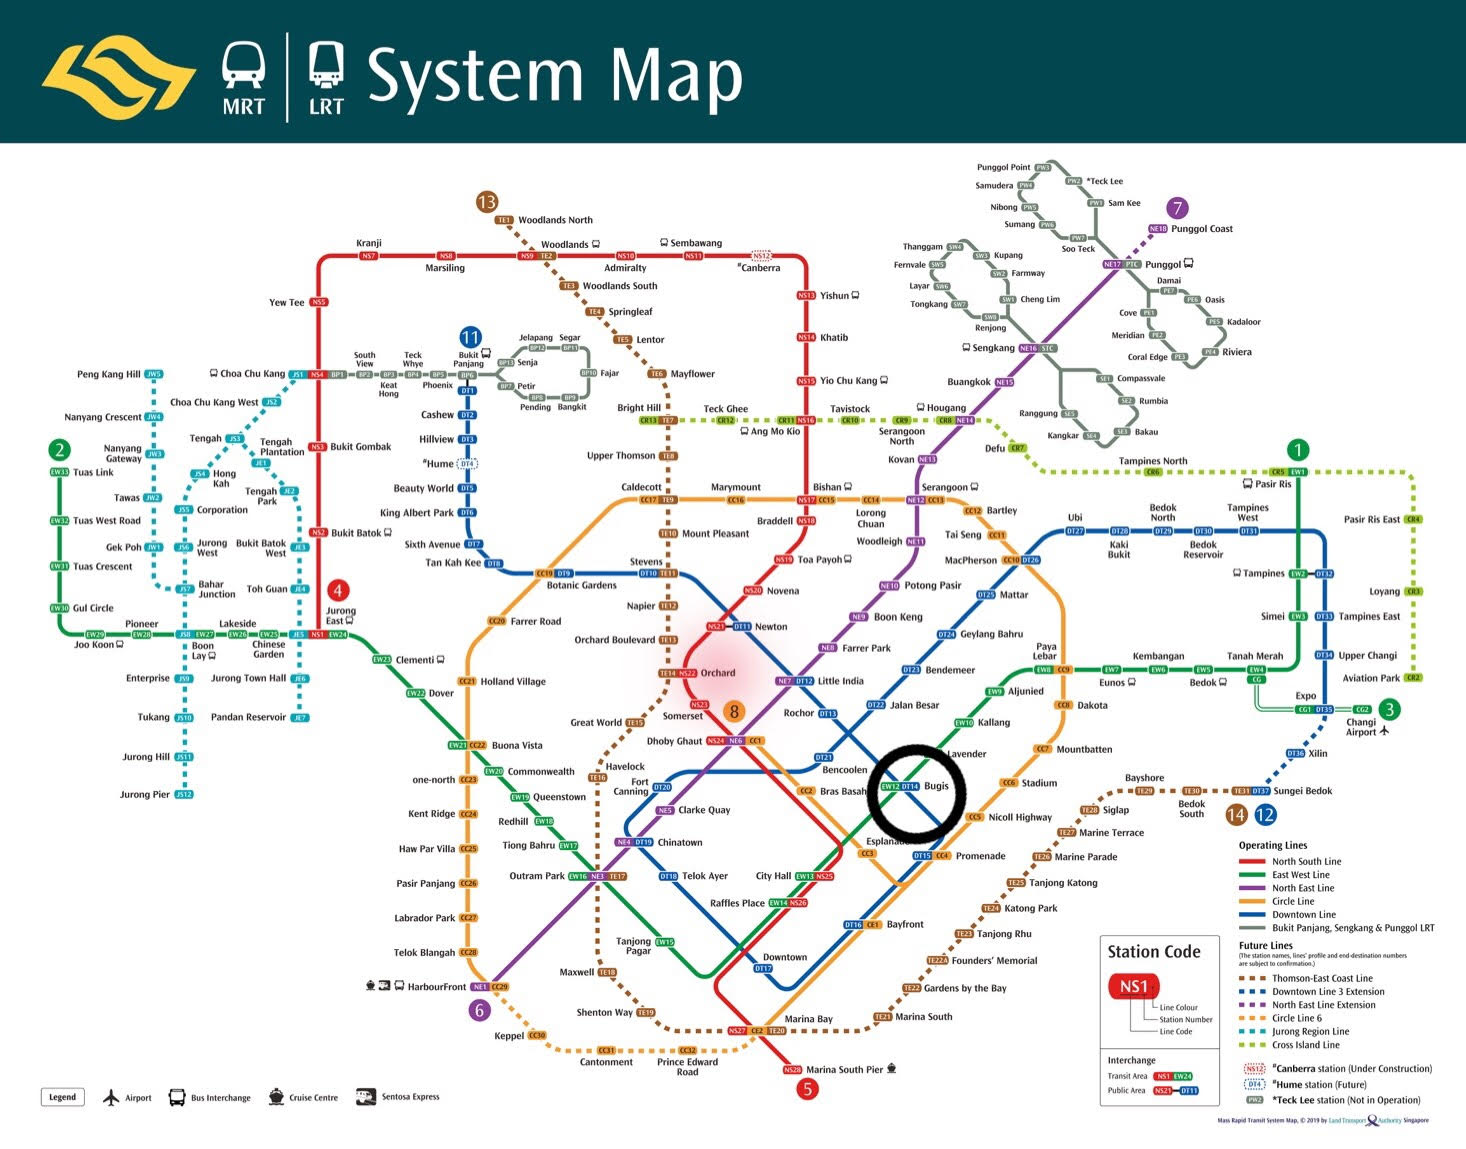 MRT
LRT
System Map
Punggol Point PW3
PW2 *Teck Lee
Samudera PW4
PW1 Sam Kee
Nibong PW5
Sumang PW6
PW7
Soo Teck
7
NE18 Punggol Coast
13
TE1 Woodlands North
Kranji
NS7
NS8
Marsiling
Woodlands
NS9 TE2
NS10
Admiralty
Sembawang
NS11
NS12
#Canberra
Thanggam SW4
SW3 Kupang
Fernvale SW5
SW2 Farmway
Layar SW6
SW1 Cheng Lim
Tongkang SW7
SW8
Renjong
NE17 PTC Punggol
Damai
PE7
PE6 Oasis
Cove PE1
PE5 Kadaloor
Meridian PE2
PE4 Riviera
Coral Edge PE3
TE3 Woodlands South
Yew Tee NS5
NS13 Yishun
TE4 Springleaf
NS14 Khatib
TE5 Lentor
11
Bukit Panjang
BP6
DT1
Jelapang
Segar
BP12
BP11
BP13 Senja
BP10 Fajar
BP7 Petir
BP8
BP9
Pending
Bangkit
Sengkang NE16 STC
Peng Kang Hill JW5
Choa Chu Kang JS1 NS4 BP1 BP2 BP3 BP4 BP5
South View
Keat Hong
Teck Whye
Phoenix
TE6 Mayflower
NS15 Yio Chu Kang
Buangkok NE15
SE1 Compassvale
SE2 Rumbia
SE3 Bakau
Kangkar SE4
Ranggung SE5
Choa Chu Kang West JS2
Nanyang Crescent JW4
Cashew DT2
Bright Hill
CR13 TE7
Teck Ghee
CR12
CR11 NS16
Ang Mo Kio
Tavistock
CR10
CR9
Serangoon North
Hougang
CR8 NE14
Tengah JS3
Tengah Plantation
JE1
Nanyang Gateway JW3
NS3 Bukit Gombak
Hillview DT3
#Hume DT4
Upper Thomson TE8
Kovan NE13
Defu CR7
Tampines North
CR6
1
CR5 EW1
Pasir Ris
2
EW33 Tuas Link
JS4 Hong Kah
Tengah Park JE2
Tawas JW2
JS5 Corporation
Beauty World DT5
Caldecott
CC17 TE9
Marymount
CC16
Bishan
NS17 CC15
CC14
Lorong Chuan
Serangoon
NE12 CC13
CC12 Bartley
King Albert Park DT6
EW32 Tuas West Road
NS2 Bukit Batok
Braddell NS18
Tai Seng CC11
Ubi
DT27
DT28
Kaki Bukit
Bedok North
DT29
DT30
Bedok Reservoir
Tampines West
DT31
Pasir Ris East CR4
Gek Poh JW1 JS6 Jurong West
Bukit Batok West JE3
Sixth Avenue DT7
TE10 Mount Pleasant
Woodleigh NE11
Tan Kah Kee DT8
NS19 Toa Payoh
MacPherson CC10 DT26
EW31 Tuas Crescent
CC19 DT9
Botanic Gardens
Stevens
DT10 TE11
Tampines EW2 DT32
JS7 Bahar Junction
Toh Guan JE4
4
NS20 Novena
NE10 Potong Pasir
DT25 Mattar
Loyang CR3
EW30 Gul Circle
Napier TE12
NE9 Boon Keng
Simei EW3 DT33 Tampines East
EW29
Joo Koon
Pioneer
EW28
JS8 EW27
Boon Lay
Lakeside
EW26
EW25
Chinese Garden
JE5 NS1 EW24
Jurong East
CC20 Farrer Road
NS21 DT11 Newton
DT24 Geylang Bahru
Orchard Boulevard TE13
NE8 Farrer Park
EW23 Clementi
Paya Lebar
EW8 CC9
EW7
Eunos
Kembangan
EW6
EW5
Bedok
Tanah Merah
EW4
CG
DT34 Upper Changi
Enterprise JS9
Jurong Town Hall JE6
CC21 Holland Village
TE14 NS22 Orchard
NE7 DT12 Little India
DT23 Bendemeer
EW9 Aljunied
Aviation Park CR2
EW22 Dover
NS23
Somerset
8
Rochor DT13
DT22 Jalan Besar
CC8 Dakota
Expo
CG1 DT35
CG2
Changi Airport
3
Tukang JS10
Pandan Reservoir JE7
Great World TE15
EW10 Kallang
Dhoby Ghaut NS24 NE6 CC1
EW21 CC22 Buona Vista
CC7 Mountbatten
Jurong Hill JS11
DT21
Bencoolen
Lavender
DT36 Xilin
EW20 Commonwealth
Havelock
TE16
one-north CC23
Fort Canning DT20
CC2 Bras Basah
EW12 DT14 Bugis
CC6 Stadium
Bayshore
TE29
TE30
Bedok South
TE31 DT37 Sungei Bedok
14
12
Jurong Pier JS12
EW19 Queenstown
Kent Ridge CC24
NE5 Clarke Quay
CC5 Nicoll Highway
TE28 Siglap
Redhill EW18
TE27 Marine Terrace
Haw Par Villa CC25
Tiong Bahru EW17
NE4 DT19 Chinatown
Esplanade
CC3
DT15 CC4 Promenade
TE26 Marine Parade
Pasir Panjang CC26
Outram Park EW16 NE3 TE17
DT18 Telok Ayer
City Hall EW13 NS25
TE25 Tanjong Katong
Raffles Place EW14 NS26
TE24 Katong Park
Labrador Park CC27
DT16 CE1 Bayfront
TE23 Tanjong Rhu
Telok Blangah CC28
Tanjong Pagar EW15
Downtown
DT17
TE22A Founders' Memorial
Maxwell TE18
HarbourFront NE1 CC29
6
TE22 Gardens by the Bay
Shenton Way TE19
Marina Bay
NS27 CE2 TE20
TE21 Marina South
Keppel CC30
CC31
Cantonment
CC32
Prince Edward Road
NS28 Marina South Pier
5
Operating Lines
North South Line
East West Line
North East Line
Circle Line
Downtown Line
Bukit Panjang, Sengkang & Punggol LRT
Future Lines
(The station names, lines' profile and end-destination numbers
are subject to confirmation.)
Thomson-East Coast Line
Downtown Line 3 Extension
North East Line Extension
Circle Line 6
Jurong Region Line
Cross Island Line
NS12 #Canberra station (Under Construction)
DT4 #Hume station (Future)
PW2 *Teck Lee station (Not in Operation)
Station Code
NS1
Line Colour
Station Number
Line Code
Interchange
Transit Area NS1 EW24
Public Area NS21 DT11
Legend
Airport
Bus Interchange
Cruise Centre
Sentosa Express
Mass Rapid Transit System Map, © 2019 by Land Transport Authority Singapore